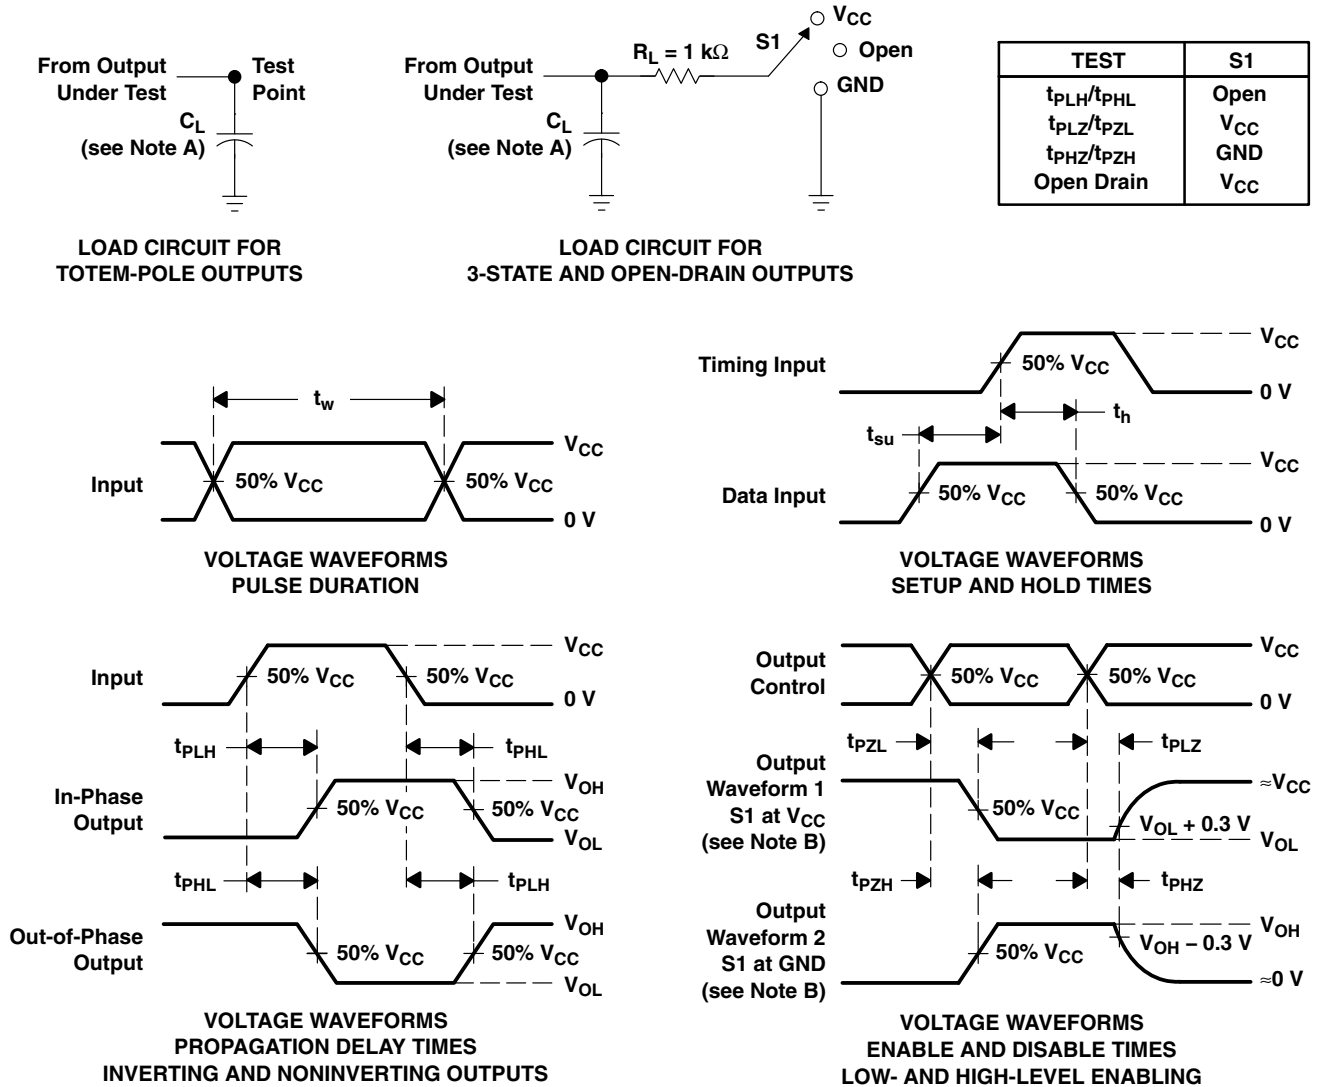 From Output
Under Test
Test
Point
CL
(see Note A)
LOAD CIRCUIT FOR
TOTEM-POLE OUTPUTS
From Output
Under Test
RL = 1 kΩ
S1
VCC
Open
GND
CL
(see Note A)
LOAD CIRCUIT FOR
3-STATE AND OPEN-DRAIN OUTPUTS
TEST S1
tPLH/tPHL Open
tPLZ/tPZL VCC
tPHZ/tPZH GND
Open Drain VCC
tw
Input
50% VCC
50% VCC
VCC
0 V
VOLTAGE WAVEFORMS
PULSE DURATION
Timing Input
50% VCC
VCC
0 V
th
tsu
Data Input
50% VCC
50% VCC
VCC
0 V
VOLTAGE WAVEFORMS
SETUP AND HOLD TIMES
Input
50% VCC
50% VCC
VCC
0 V
tPLH
tPHL
In-Phase
Output
50% VCC
50% VCC
VOH
VOL
tPHL
tPLH
Out-of-Phase
Output
50% VCC
50% VCC
VOH
VOL
VOLTAGE WAVEFORMS
PROPAGATION DELAY TIMES
INVERTING AND NONINVERTING OUTPUTS
Output
Control
50% VCC
50% VCC
VCC
0 V
tPZL
tPLZ
Output
Waveform 1
S1 at VCC
(see Note B)
50% VCC
≈VCC
VOL + 0.3 V
VOL
tPZH
tPHZ
Output
Waveform 2
S1 at GND
(see Note B)
50% VCC
VOH
VOH – 0.3 V
≈0 V
VOLTAGE WAVEFORMS
ENABLE AND DISABLE TIMES
LOW- AND HIGH-LEVEL ENABLING